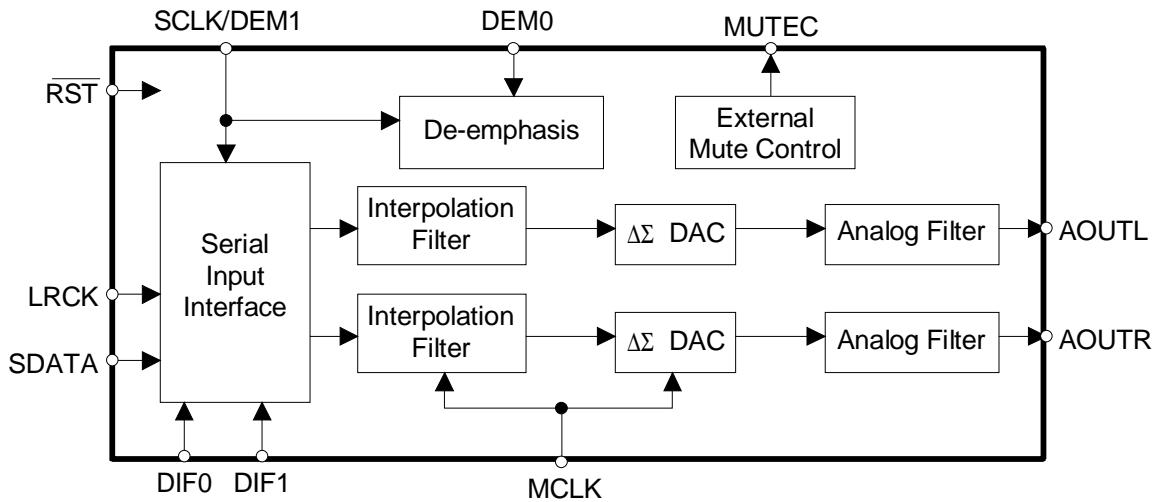 SCLK/DEM1
DEM0
MUTEC
RST
De-emphasis
External
Mute Control
Serial
Input
Interface
Interpolation
Filter
ΔΣ DAC
Analog Filter
AOUTL
LRCK
SDATA
Interpolation
Filter
ΔΣ DAC
Analog Filter
AOUTR
DIF0
DIF1
MCLK